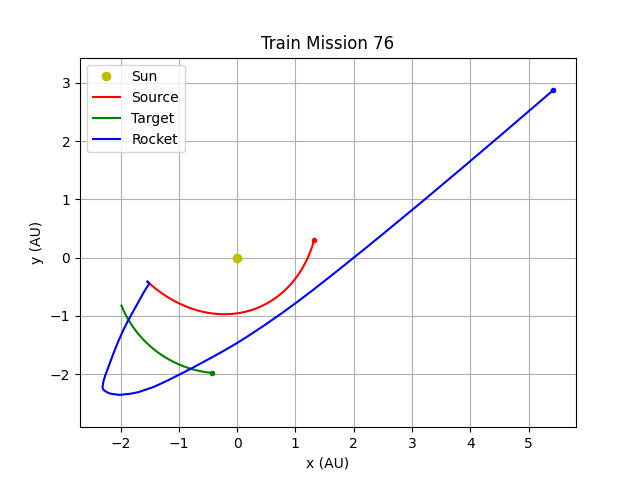 Train Mission 76
Sun
Source
Target
Rocket
3
2
1
0
−1
−2
y (AU)
−2 −1 0 1 2 3 4 5
x (AU)